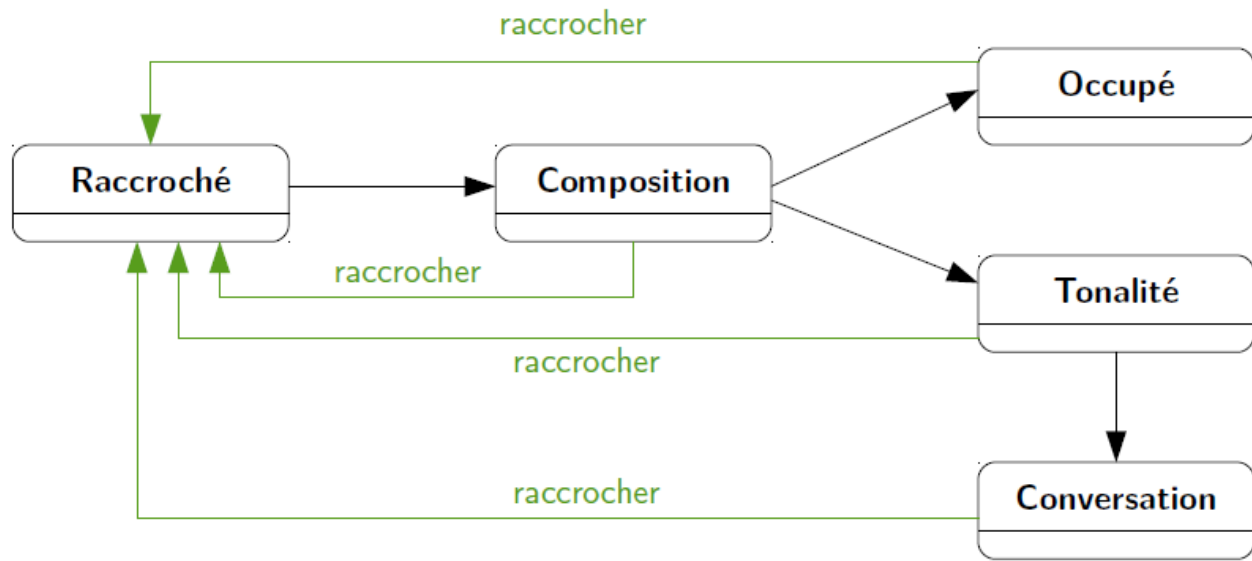 raccrocher
Occupé
Raccroché
Composition
raccrocher
Tonalité
raccrocher
raccrocher
Conversation